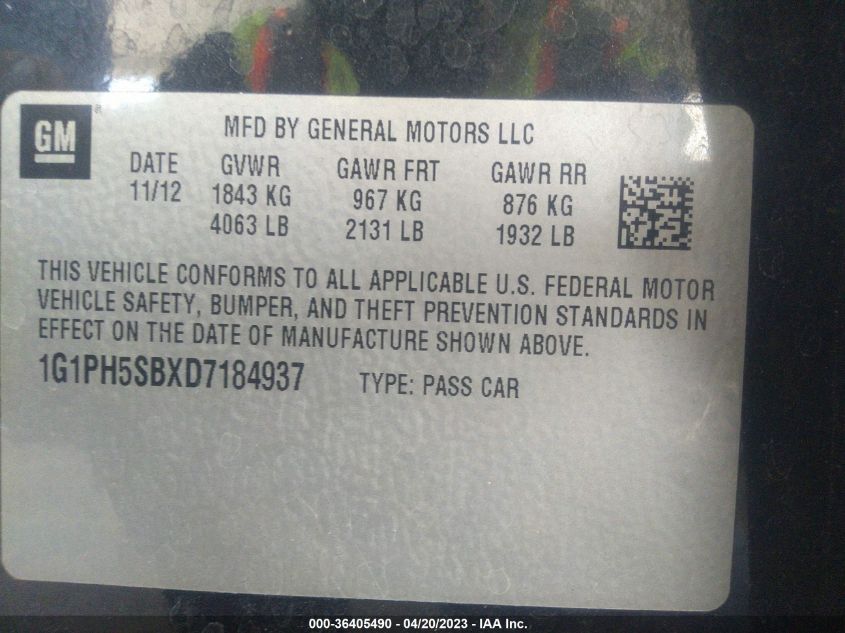 GM ®
MFD BY GENERAL MOTORS LLC
DATE GVWR GAWR FRT GAWR RR
11/12 1843 KG 967 KG 876 KG
4063 LB 2131 LB 1932 LB
THIS VEHICLE CONFORMS TO ALL APPLICABLE U.S. FEDERAL MOTOR
VEHICLE SAFETY, BUMPER, AND THEFT PREVENTION STANDARDS IN
EFFECT ON THE DATE OF MANUFACTURE SHOWN ABOVE.
1G1PH5SBXD7184937 TYPE: PASS CAR
000-36405490 - 04/20/2023 - IAA Inc.